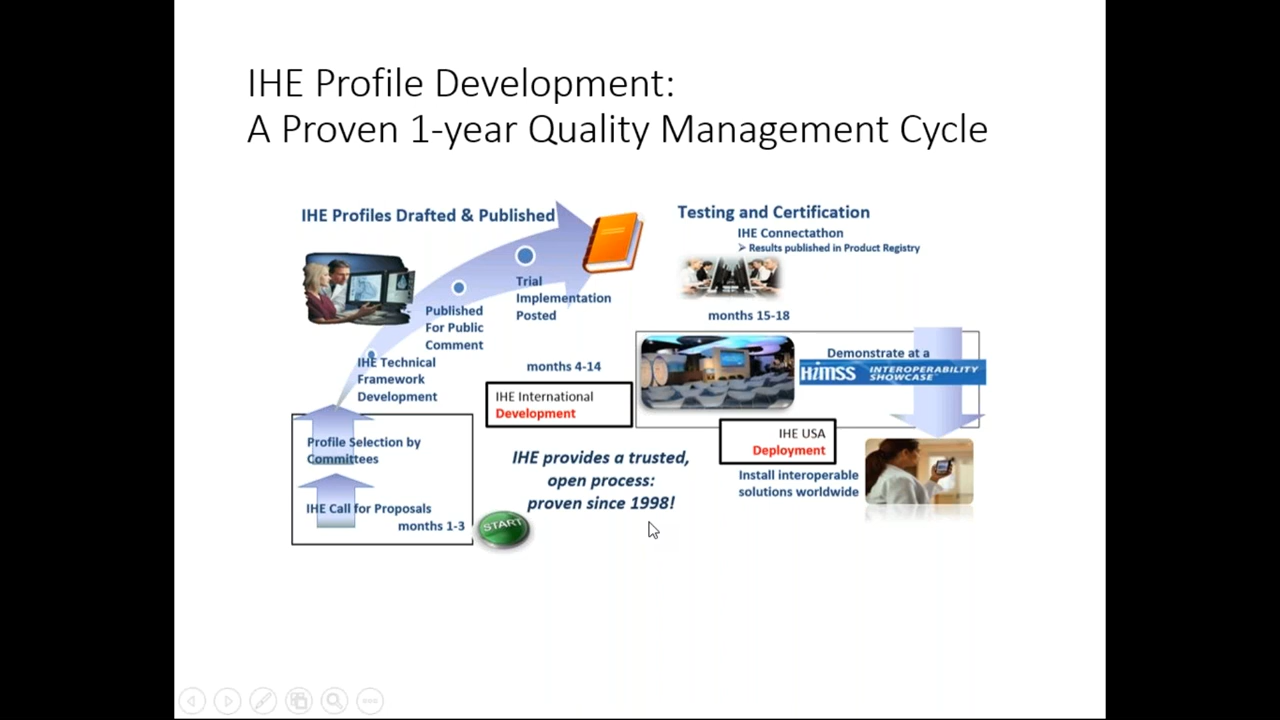 IHE Profile Development:
A Proven 1-year Quality Management Cycle
IHE Profiles Drafted & Published
Trial
Implementation
Posted
Published
For Public
Comment
IHE Technical
Framework
Development
months 4-14
IHE International
Development
Profile Selection by
Committees
IHE Call for Proposals
months 1-3
START
IHE provides a trusted,
open process:
proven since 1998!
Testing and Certification
IHE Connectathon
➢ Results published in Product Registry
months 15-18
Demonstrate at a
HIMSS INTEROPERABILITY
SHOWCASE
IHE USA
Deployment
Install interoperable
solutions worldwide